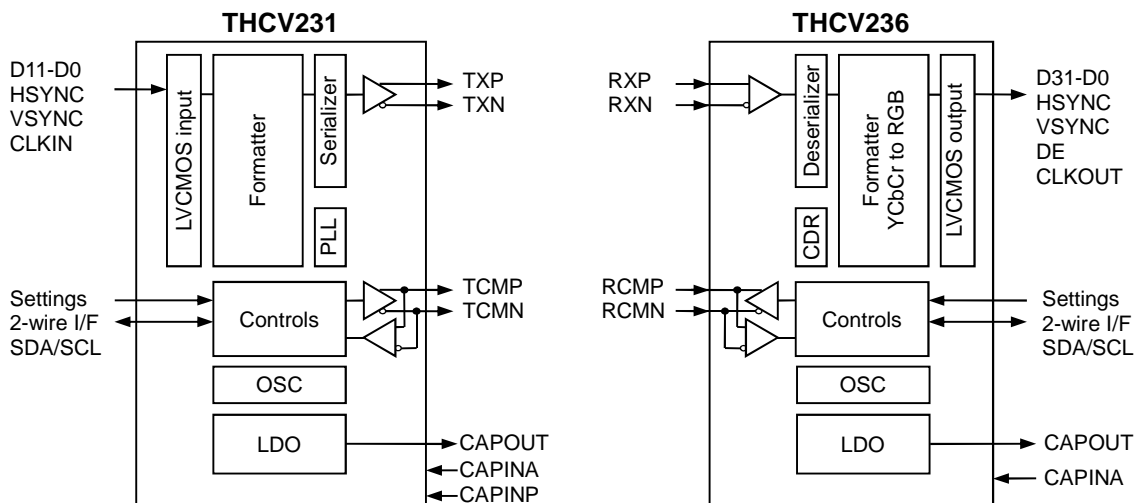 THCV231
D11-D0
HSYNC
VSYNC
CLKIN
LVCMOS input
Formatter
Serializer
PLL
TXP
TXN
Settings
2-wire I/F
SDA/SCL
Controls
TCMP
TCMN
OSC
LDO
CAPOUT
CAPINA
CAPINP
THCV236
RXP
RXN
Deserializer
CDR
Formatter
YCbCr to RGB
LVCMOS output
D31-D0
HSYNC
VSYNC
DE
CLKOUT
RCMP
RCMN
Controls
Settings
2-wire I/F
SDA/SCL
OSC
LDO
CAPOUT
CAPINA